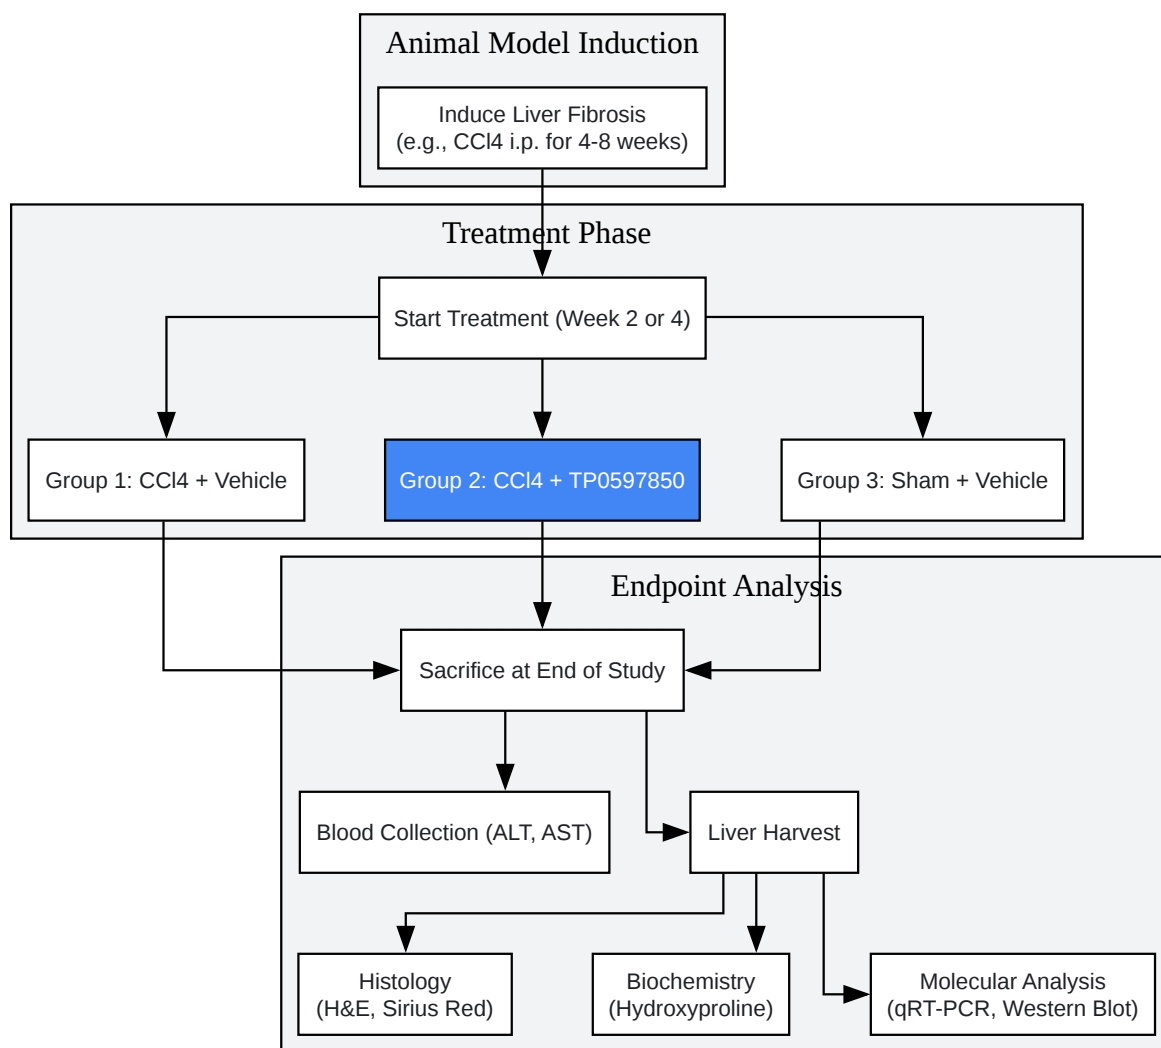 Animal Model Induction
Induce Liver Fibrosis
(e.g., CCl4 i.p. for 4-8 weeks)
Treatment Phase
Start Treatment (Week 2 or 4)
Group 1: CCl4 + Vehicle
Group 2: CCl4 + TP0597850
Group 3: Sham + Vehicle
Endpoint Analysis
Sacrifice at End of Study
Blood Collection (ALT, AST)
Liver Harvest
Histology
(H&E, Sirius Red)
Biochemistry
(Hydroxyproline)
Molecular Analysis
(qRT-PCR, Western Blot)